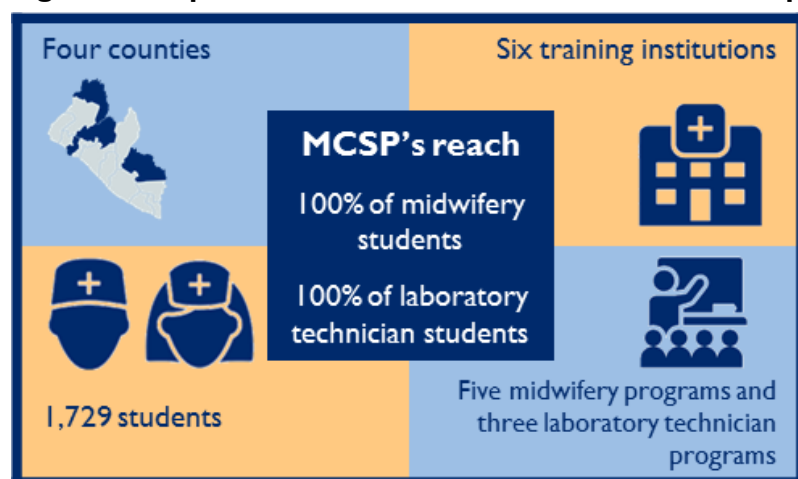 Four counties
Six training institutions
MCSP's reach
100% of midwifery
students
100% of laboratory
technician students
1,729 students
Five midwifery programs and
three laboratory technician
programs